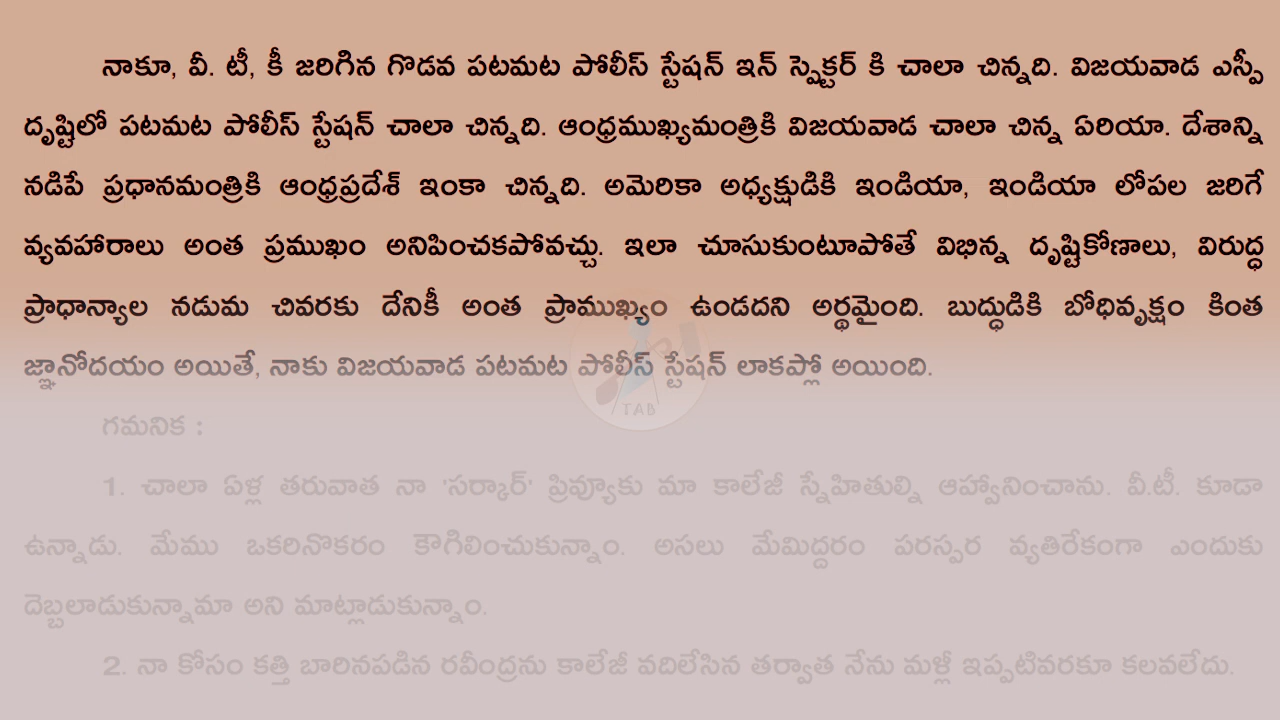 నాకూ, వీ. టీ, కీ జరిగిన గొడవ పటమట పోలీస్ స్టేషన్ ఇన్ స్పెక్టర్ కి చాలా చిన్నది. విజయవాడ ఎస్పీ
దృష్టిలో పటమట పోలీస్ స్టేషన్ చాలా చిన్నది. ఆంధ్రముఖ్యమంత్రికి విజయవాడ చాలా చిన్న ఏరియా. దేశాన్ని
నడిపే ప్రధానమంత్రికి ఆంధ్రప్రదేశ్ ఇంకా చిన్నది. అమెరికా అధ్యక్షుడికి ఇండియా, ఇండియా లోపల జరిగే
వ్యవహారాలు అంత ప్రముఖం అనిపించకపోవచ్చు. ఇలా చూసుకుంటూపోతే విభిన్న దృష్టికోణాలు, విరుద్ధ
ప్రాధాన్యాల నడుమ చివరకు దేనికీ అంత ప్రాముఖ్యం ఉండదని అర్థమైంది. బుద్ధుడికి బోధివృక్షం కింత
జ్ఞానోదయం అయితే, నాకు విజయవాడ పటమట పోలీస్ స్టేషన్ లాకప్లో అయింది.
TAB
గమనిక :
1. చాలా ఏళ్ల తరువాత నా 'సర్కార్' ప్రివ్యూకు మా కాలేజీ స్నేహితుల్ని ఆహ్వానించాను. వీ.టీ. కూడా
ఉన్నాడు. మేము ఒకరినొకరం కౌగిలించుకున్నాం. అసలు మేమిద్దరం పరస్పర వ్యతిరేకంగా ఎందుకు
దెబ్బలాడుకున్నామా అని మాట్లాడుకున్నాం.
2. నా కోసం కత్తి బారినపడిన రవీంద్రను కాలేజీ వదిలేసిన తర్వాత నేను మళ్లీ ఇప్పటివరకూ కలవలేదు.